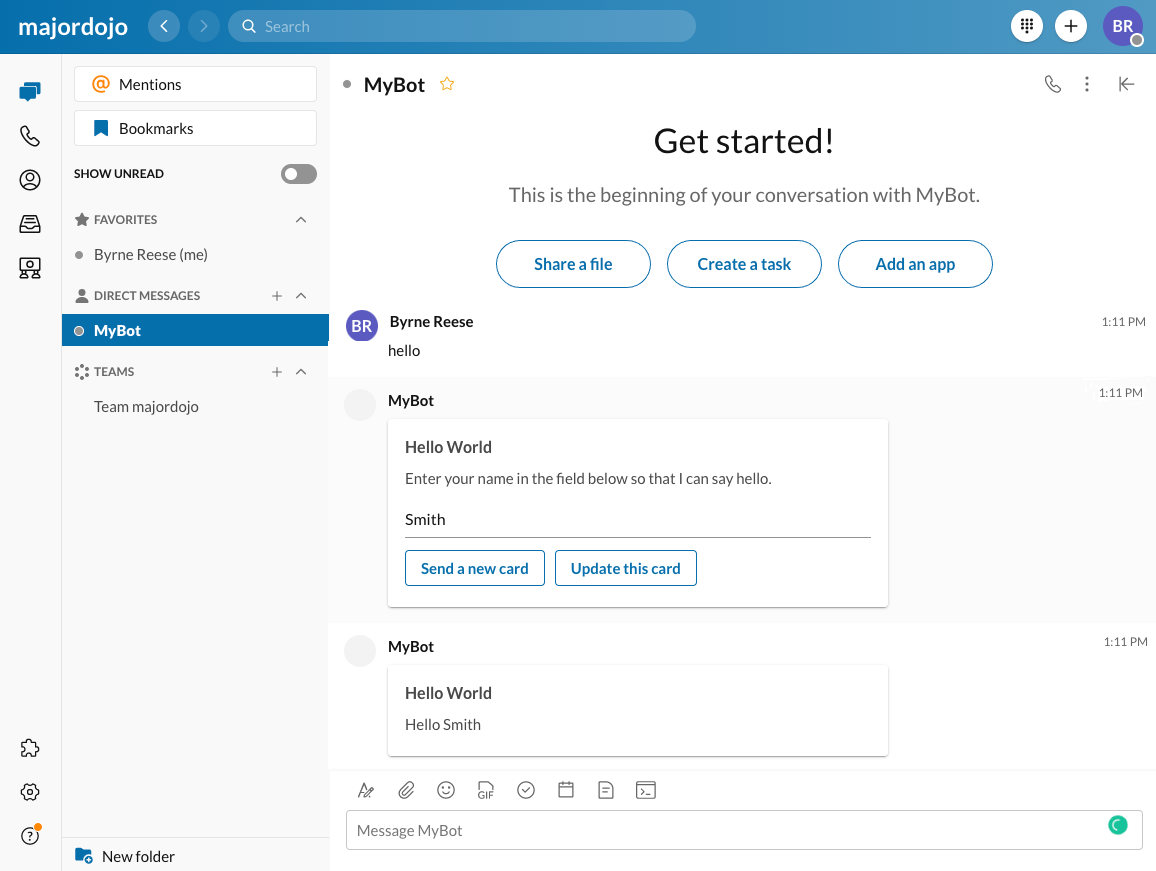 majordojo
Search
BR
Mentions
Bookmarks
SHOW UNREAD
FAVORITES
Byrne Reese (me)
DIRECT MESSAGES
MyBot
TEAMS
Team majordojo
New folder
MyBot
Get started!
This is the beginning of your conversation with MyBot.
Share a file
Create a task
Add an app
BR
Byrne Reese
1:11 PM
hello
MyBot
1:11 PM
Hello World
Enter your name in the field below so that I can say hello.
Smith
Send a new card
Update this card
MyBot
1:11 PM
Hello World
Hello Smith
GIF
Message MyBot